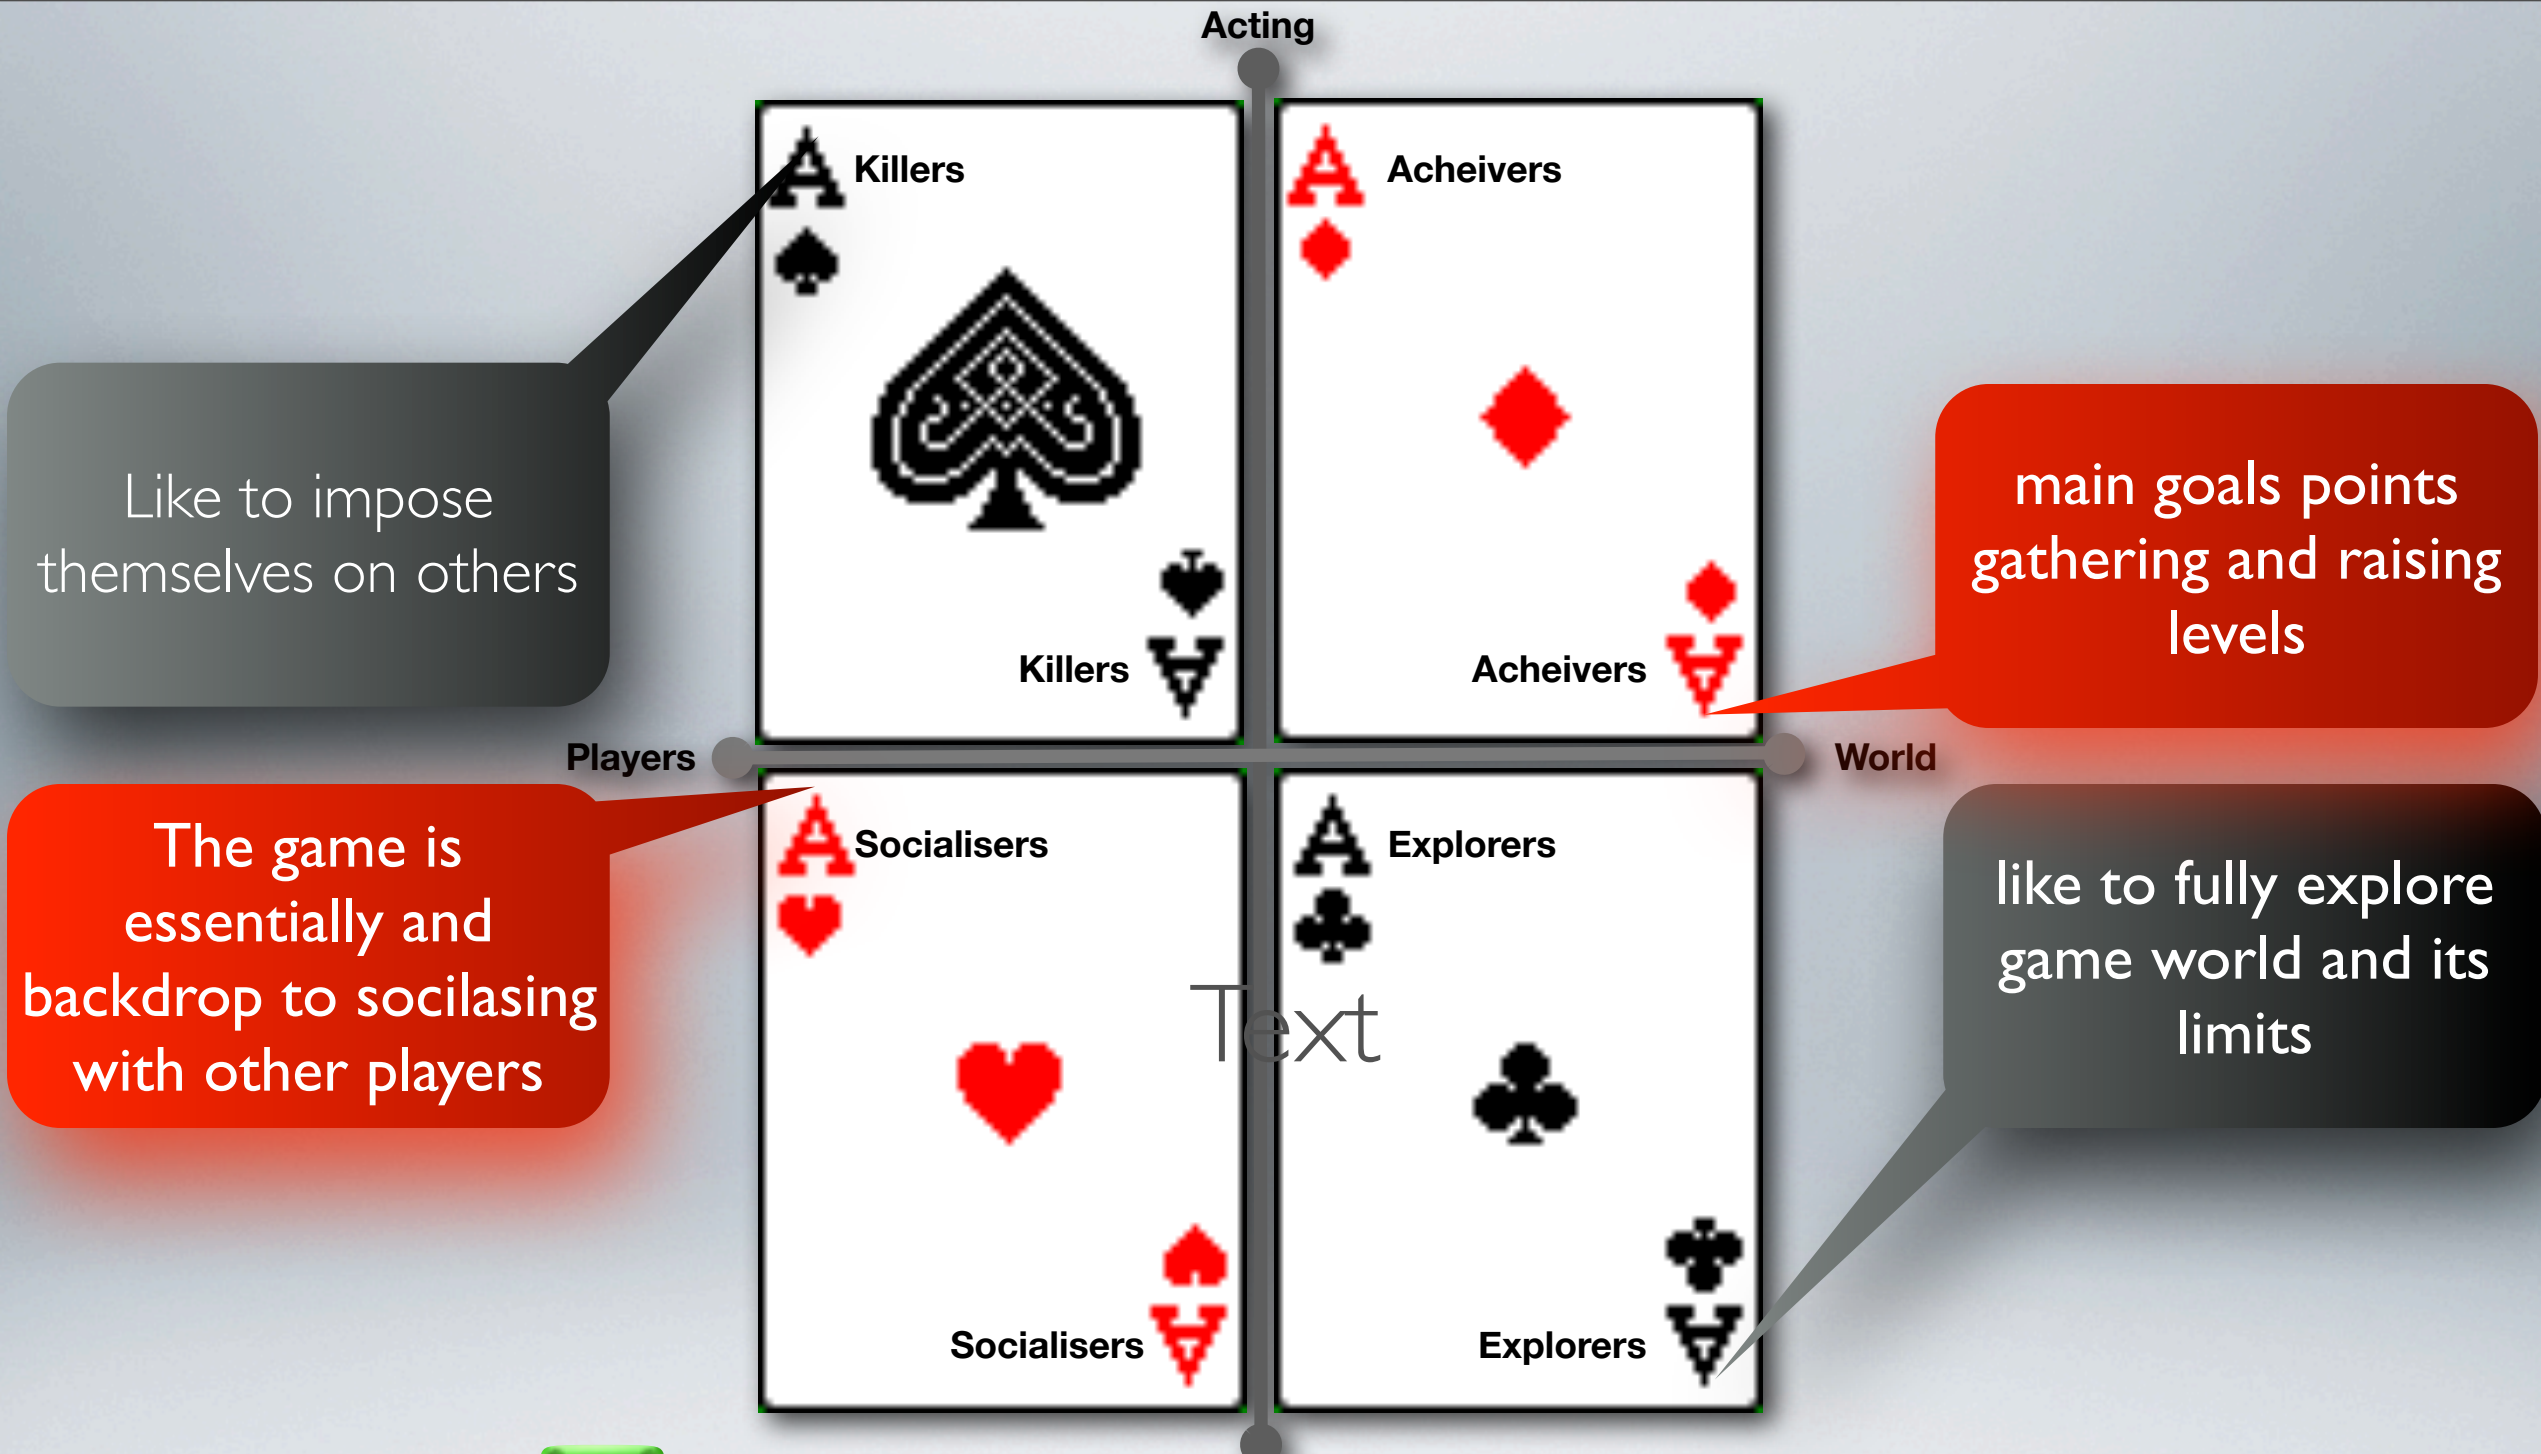 Acting
A Killers
A Acheivers
Like to impose
themselves on others
main goals points
gathering and raising
levels
Killers A
Acheivers A
Players
World
The game is
essentially and
backdrop to socilasing
with other players
A Socialisers
A Explorers
like to fully explore
game world and its
limits
Text
Socialisers A
Explorers A